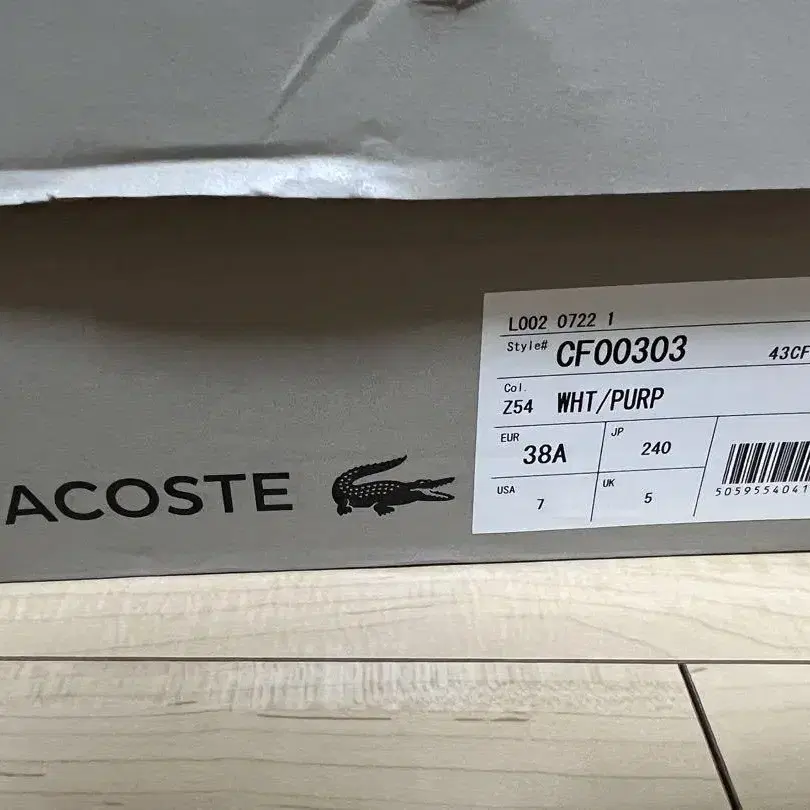 ACOSTE
L002 0722 1
Style# CF00303 43CF
Col.
Z54 WHT/PURP
EUR 38A JP 240
USA 7 UK 5
5059554041